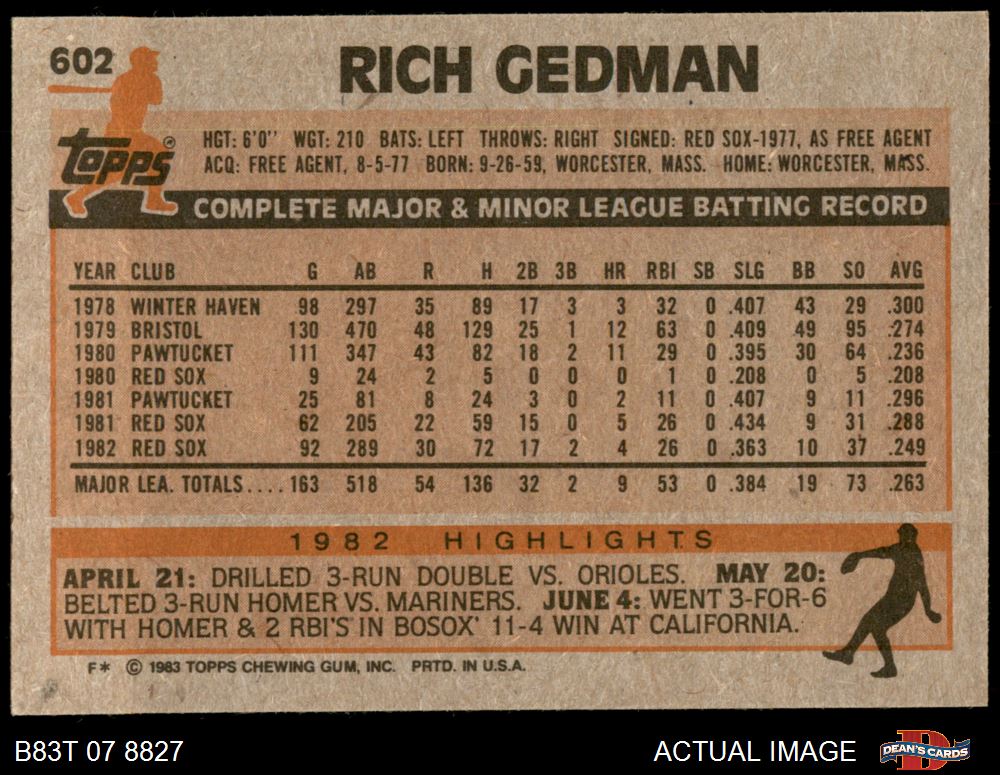 602
RICH GEDMAN
Topps®
HGT: 6'0" WGT: 210 BATS: LEFT THROWS: RIGHT SIGNED: RED SOX-1977, AS FREE AGENT
ACQ: FREE AGENT, 8-5-77 BORN: 9-26-59, WORCESTER, MASS. HOME: WORCESTER, MASS.
COMPLETE MAJOR & MINOR LEAGUE BATTING RECORD
YEAR CLUB G AB R H 2B 3B HR RBI SB SLG BB SO AVG
1978 WINTER HAVEN 98 297 35 89 17 3 3 32 0 .407 43 29 .300
1979 BRISTOL 130 470 48 129 25 1 12 63 0 .409 49 95 .274
1980 PAWTUCKET 111 347 43 82 18 2 11 29 0 .395 30 64 .236
1980 RED SOX 9 24 2 5 0 0 0 1 0 .208 0 5 .208
1981 PAWTUCKET 25 81 8 24 3 0 2 11 0 .407 9 11 .296
1981 RED SOX 62 205 22 59 15 0 5 26 0 .434 9 31 .288
1982 RED SOX 92 289 30 72 17 2 4 26 0 .363 10 37 .249
MAJOR LEA. TOTALS.... 163 518 54 136 32 2 9 53 0 .384 19 73 .263
1982 HIGHLIGHTS
APRIL 21: DRILLED 3-RUN DOUBLE VS. ORIOLES. MAY 20:
BELTED 3-RUN HOMER VS. MARINERS. JUNE 4: WENT 3-FOR-6
WITH HOMER & 2 RBI'S IN BOSOX' 11-4 WIN AT CALIFORNIA.
F* © 1983 TOPPS CHEWING GUM, INC. PRTD. IN U.S.A.
B83T 07 8827
ACTUAL IMAGE
D
DEAN'S CARDS